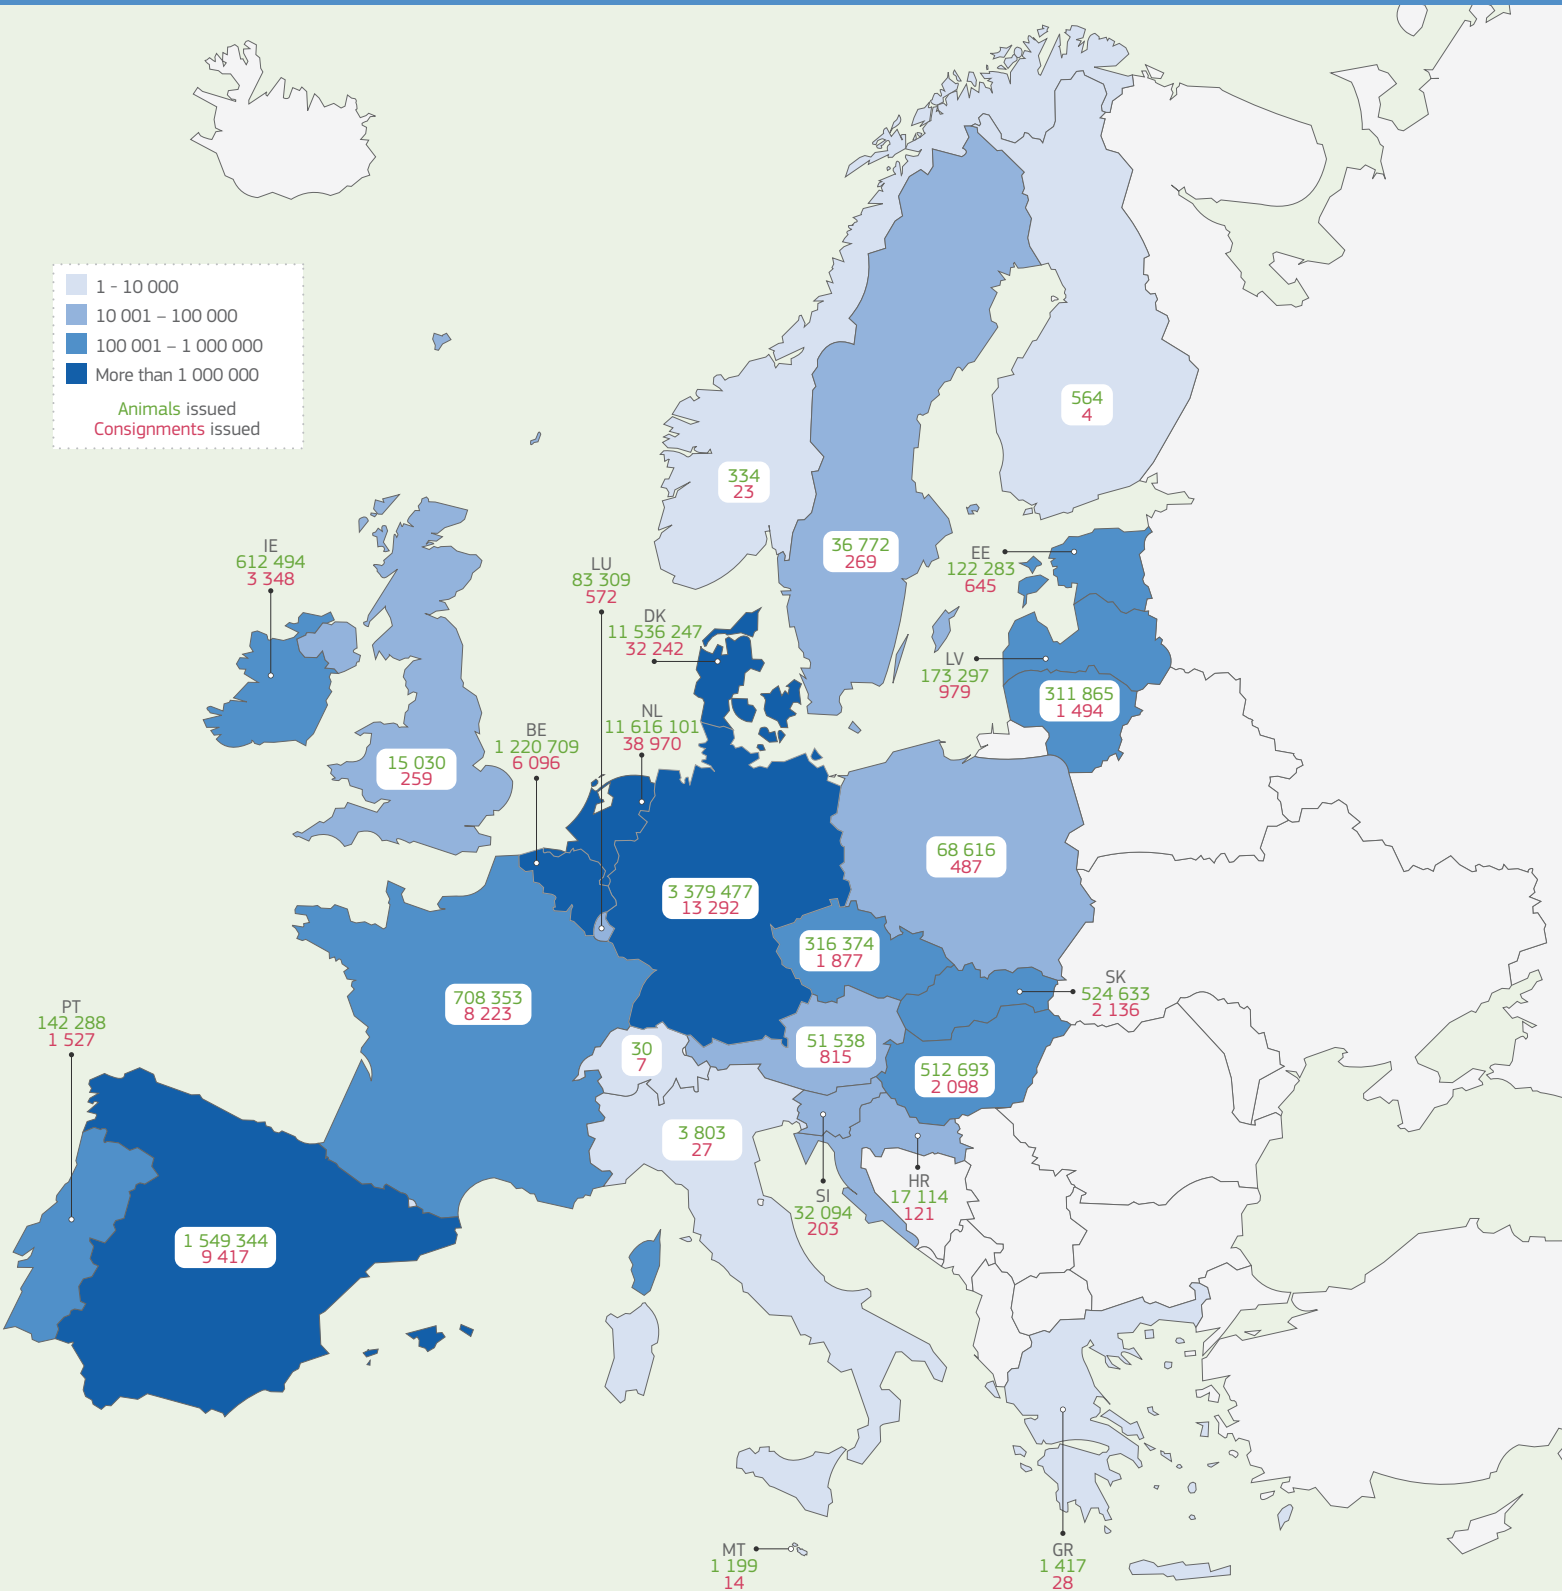 1 - 10 000
10 001 – 100 000
100 001 – 1 000 000
More than 1 000 000
Animals issued
Consignments issued
564
4
334
23
36 772
269
IE
612 494
3 348
LU
83 309
572
EE
122 283
645
DK
11 536 247
32 242
LV
173 297
979
311 865
1 494
NL
11 616 101
38 970
BE
1 220 709
6 096
15 030
259
68 616
487
3 379 477
13 292
316 374
1 877
SK
524 633
2 136
708 353
8 223
PT
142 288
1 527
30
7
51 538
815
512 693
2 098
3 803
27
HR
17 114
121
SI
32 094
203
1 549 344
9 417
MT
1 199
14
GR
1 417
28